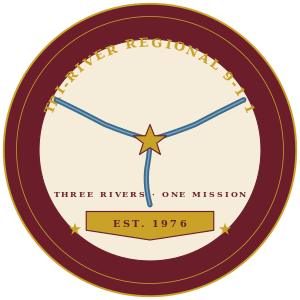 TRI-RIVER REGIONAL 9-1-1
THREE RIVERS · ONE MISSION
EST. 1976